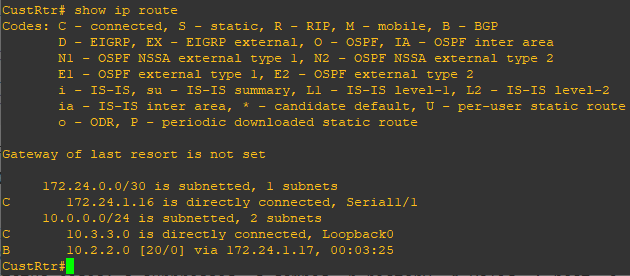 CustRtr# show ip route
Codes: C - connected, S - static, R - RIP, M - mobile, B - BGP
       D - EIGRP, EX - EIGRP external, O - OSPF, IA - OSPF inter area
       N1 - OSPF NSSA external type 1, N2 - OSPF NSSA external type 2
       E1 - OSPF external type 1, E2 - OSPF external type 2
       i - IS-IS, su - IS-IS summary, L1 - IS-IS level-1, L2 - IS-IS level-2
       ia - IS-IS inter area, * - candidate default, U - per-user static route
       o - ODR, P - periodic downloaded static route
Gateway of last resort is not set
     172.24.0.0/30 is subnetted, 1 subnets
C       172.24.1.16 is directly connected, Serial1/1
     10.0.0.0/24 is subnetted, 2 subnets
C       10.3.3.0 is directly connected, Loopback0
B       10.2.2.0 [20/0] via 172.24.1.17, 00:03:25
CustRtr#